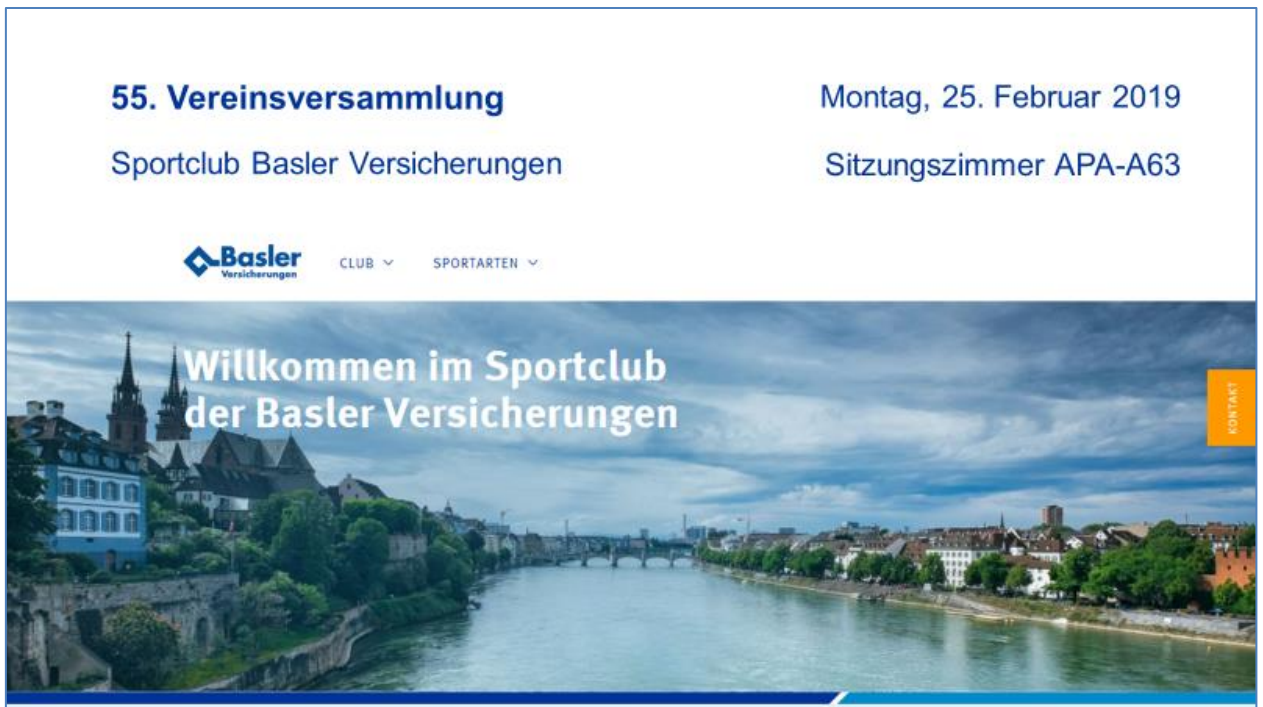 55. Vereinsversammlung
Montag, 25. Februar 2019
Sportclub Basler Versicherungen
Sitzungszimmer APA-A63
Basler
Versicherungen
CLUB
SPORTARTEN
Willkommen im Sportclub
der Basler Versicherungen
KONTAKT